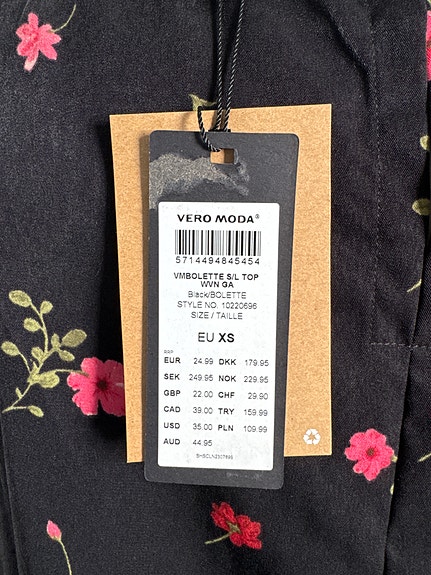 VERO MODA®
5714494845454
VMBOLETTE S/L TOP
WVN GA
Black/BOLETTE
STYLE NO. 10220696
SIZE / TAILLE
EU XS
RRP
EUR 24.99 DKK 179.95
SEK 249.95 NOK 229.95
GBP 22.00 CHF 29.90
CAD 39.00 TRY 159.99
USD 35.00 PLN 109.99
AUD 44.95